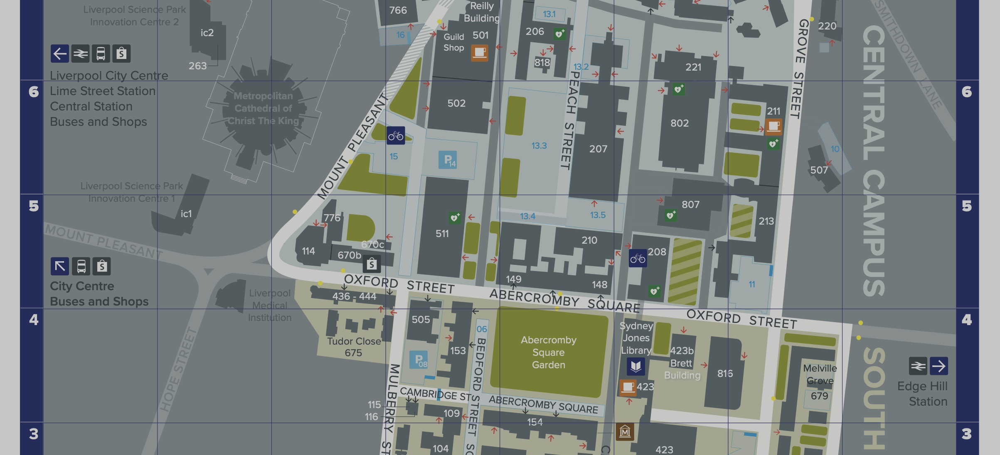 Liverpool Science Park
Innovation Centre 2
ic2
263
Liverpool City Centre
Lime Street Station
Central Station
Buses and Shops
Metropolitan
Cathedral of
Christ The King
766
16
Reilly
Building
Guild
Shop
501
13.1
206
818
13.2
221
GROVE STREET
220
SMITHDOWN LANE
CENTRAL CAMPUS
6
6
502
MOUNT PLEASANT
15
P14
13.3
PEACH STREET
207
802
211
10
507
Liverpool Science Park
Innovation Centre 1
ic1
5
5
MOUNT PLEASANT
776
114
670c
670b
S
511
13.4
13.5
210
149
148
208
807
213
11
City Centre
Buses and Shops
Liverpool
Medical
Institution
OXFORD STREET
ABERCROMBY SQUARE
OXFORD STREET
436 - 444
4
4
HOPE STREET
Tudor Close
675
505
P08
153
06
BEDFORD STREET SO
MULBERRY ST
CAMBRIDGE ST
ABERCROMBY SQUARE
Abercromby
Square
Garden
Sydney
Jones
Library
423
423b
Brett
Building
816
Melville
Grove
679
SOUTH
Edge Hill
Station
115
116
109
154
M
3
3
104
423
C